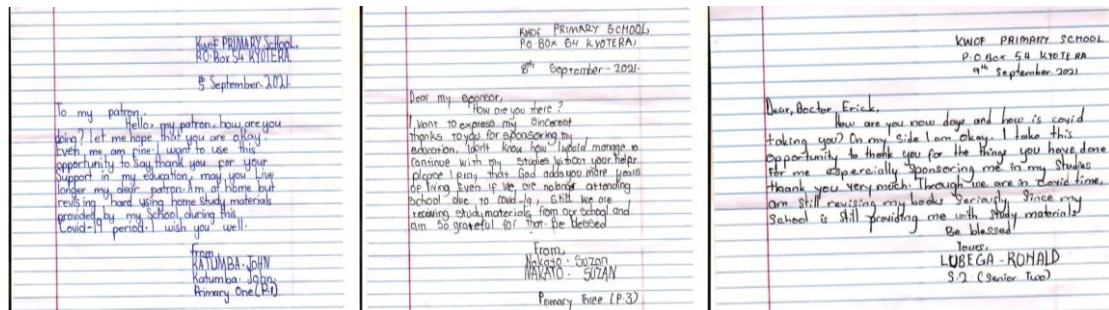 KWOF PRIMARY SCHOOL,
P.O-Box 54 KYOTERA
5 September-2021.
To my patron,
Hello, my patron, how are you
doing? let me hope that you are okay.
Even me am fine. I want to use this
opportunity to say thank you for your
Support in my education, may you Live
longer my dear patron. Am at home but
revising hard using home study materials
provided by my School during this
Covid-19 period. I wish you well.
from
KATUMBA. JOHN
Katumba. John.
Primary One (P.1)
KWOF PRIMARY SCHOOL,
PO-BOX 54 KYOTERA,
8th September-2021.
Dear my sponsor,
How are you there?
I want to express my sincerest
thanks to you for sponsoring my
education. I don't know how I would manage to
continue with my studies without your help
please I pray that God adds you more years
of living. Even if we are nolonger attending
school due to covid-19, still we are
receiving study materials from our school and
am so grateful for that. Be blessed
From,
Nakato. Suzan
NAKATO. SUZAN
Primary Three (P.3)
KWOF PRIMARY SCHOOL
P.O BOX 54 KYOTERA
9th September 2021
Dear, Doctor, Erick,
How are you now days and how is covid
taking you? On my side I am okay. I take this
opportunity to thank you for the thing you have done
for me especially sponsoring me in my studies
thank you very much. Through we are in covid time,
am still revising my books seriously since my
School is still providing me with study materials
Be blessed
Yours,
LUBEGA-RONALD
S.2 (Senior Two)